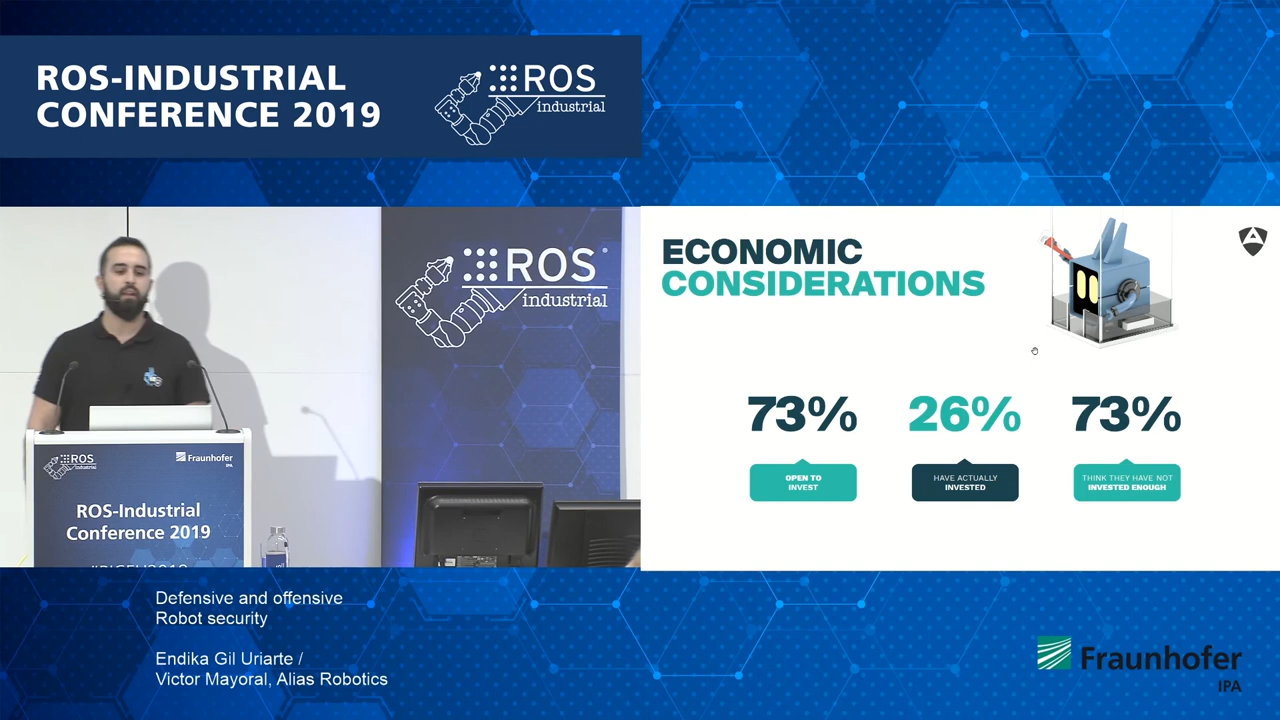 ROS-INDUSTRIAL
CONFERENCE 2019
ROS
industrial
ROS
industrial
ROS
industrial
Fraunhofer
IPA
ROS-Industrial
Conference 2019
ECONOMIC
CONSIDERATIONS
73%
26%
73%
OPEN TO
INVEST
HAVE ACTUALLY
INVESTED
THINK THEY HAVE NOT
INVESTED ENOUGH
Defensive and offensive
Robot security
Endika Gil Uriarte /
Victor Mayoral, Alias Robotics
Fraunhofer
IPA